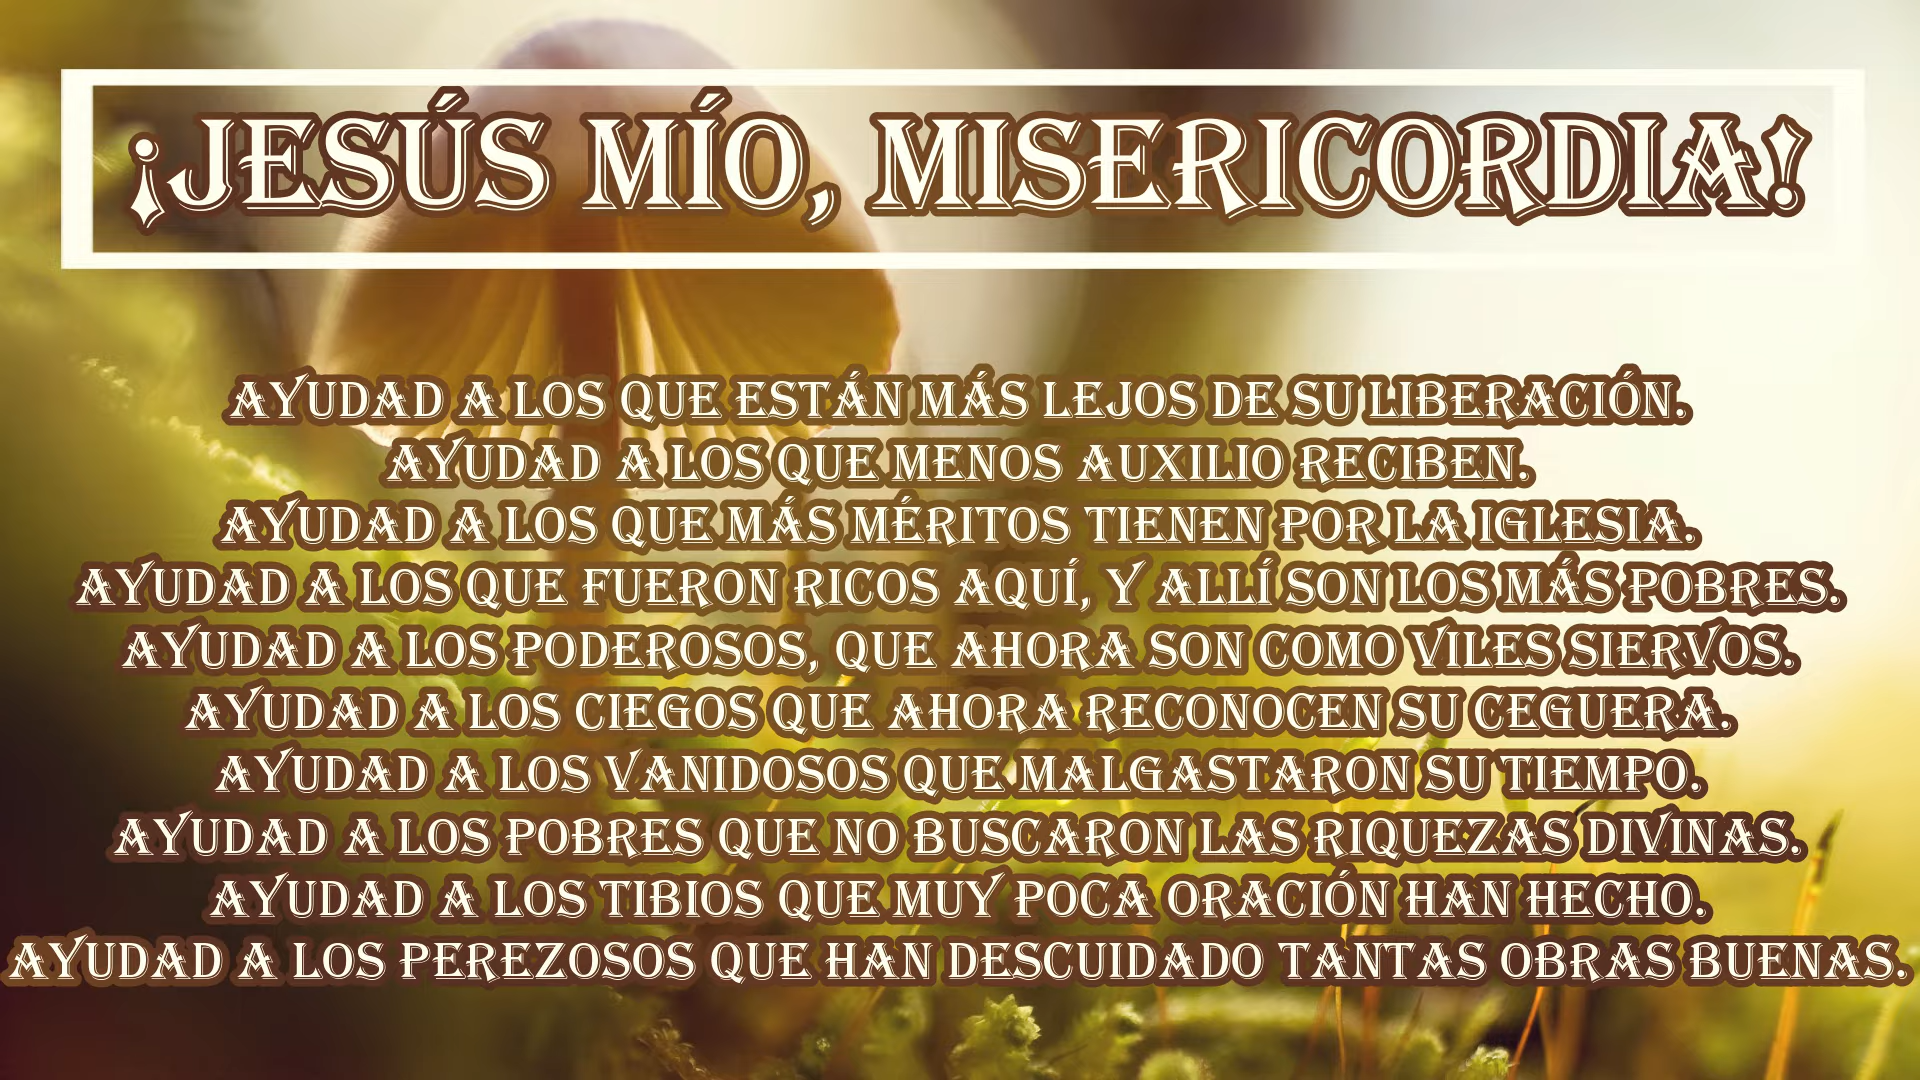 ¡JESÚS MÍO, MISERICORDIA!
AYUDAD A LOS QUE ESTÁN MÁS LEJOS DE SU LIBERACIÓN.
AYUDAD A LOS QUE MENOS AUXILIO RECIBEN.
AYUDAD A LOS QUE MÁS MÉRITOS TIENEN POR LA IGLESIA.
AYUDAD A LOS QUE FUERON RICOS AQUÍ, Y ALLÍ SON LOS MÁS POBRES.
AYUDAD A LOS PODEROSOS, QUE AHORA SON COMO VILES SIERVOS.
AYUDAD A LOS CIEGOS QUE AHORA RECONOCEN SU CEGUERA.
AYUDAD A LOS VANIDOSOS QUE MALGASTARON SU TIEMPO.
AYUDAD A LOS POBRES QUE NO BUSCARON LAS RIQUEZAS DIVINAS.
AYUDAD A LOS TIBIOS QUE MUY POCA ORACIÓN HAN HECHO.
AYUDAD A LOS PEREZOSOS QUE HAN DESCUIDADO TANTAS OBRAS BUENAS.